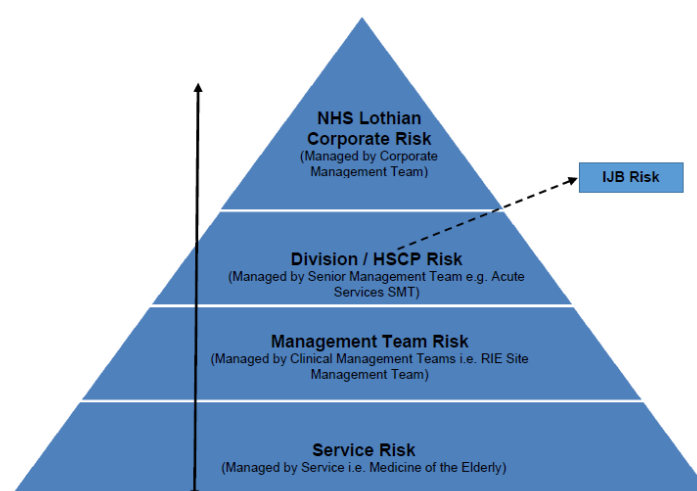 NHS Lothian
Corporate Risk
(Managed by Corporate
Management Team)
IJB Risk
Division / HSCP Risk
(Managed by Senior Management Team e.g. Acute
Services SMT)
Management Team Risk
(Managed by Clinical Management Teams i.e. RIE Site
Management Team)
Service Risk
(Managed by Service i.e. Medicine of the Elderly)